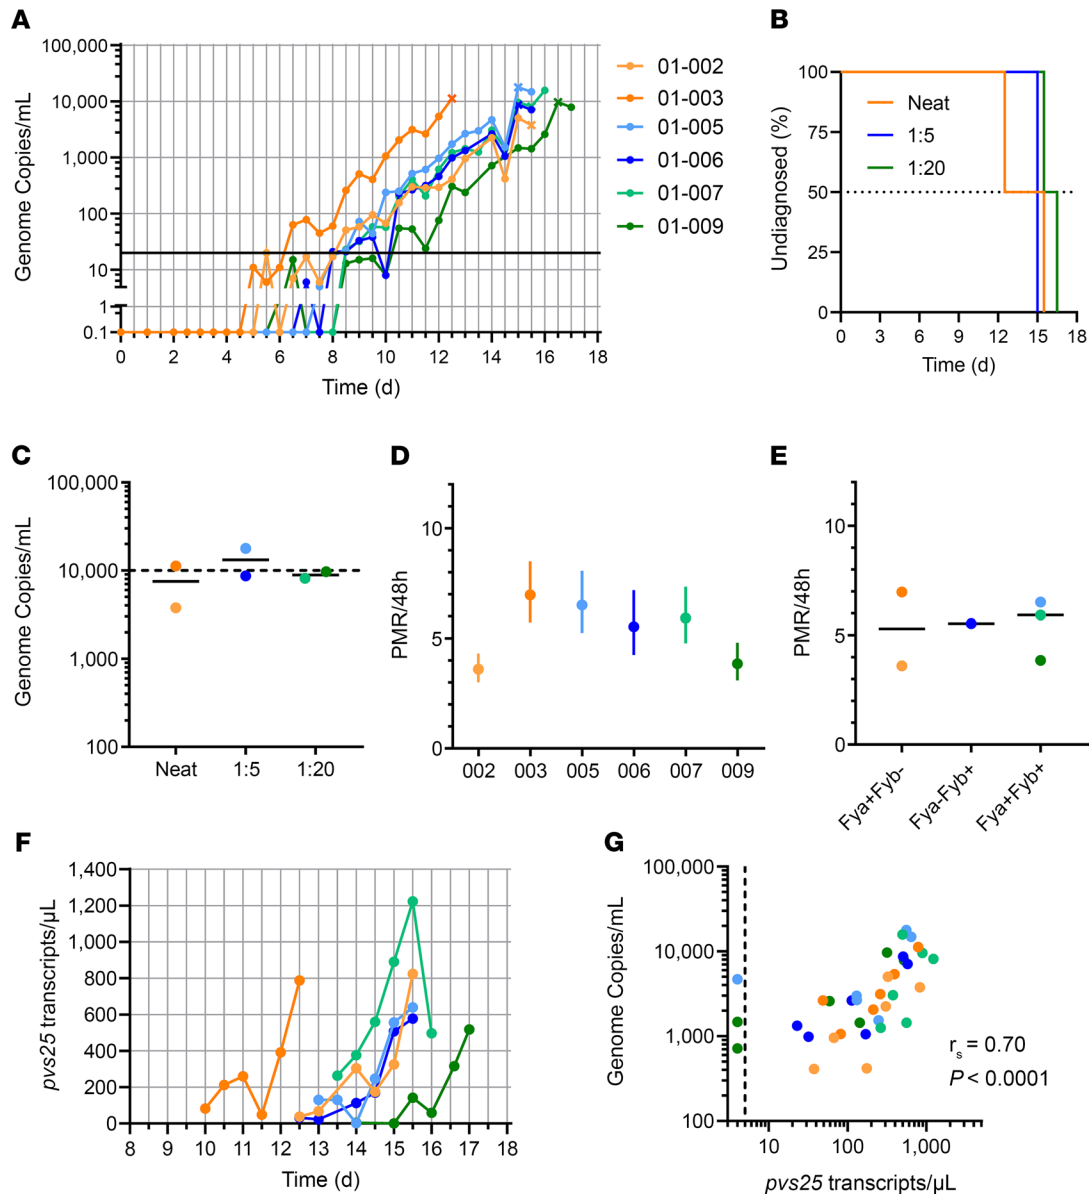 A
Genome Copies/mL
100,000
10,000
1,000
100
10
1
0.1
0 2 4 6 8 10 12 14 16 18
Time (d)
01-002
01-003
01-005
01-006
01-007
01-009
B
Undiagnosed (%)
100
75
50
25
0
0 3 6 9 12 15 18
Time (d)
Neat
1:5
1:20
C
Genome Copies/mL
100,000
10,000
1,000
100
Neat 1:5 1:20
D
PMR/48h
10
5
0
002 003 005 006 007 009
E
PMR/48h
10
5
0
Fya+Fyb- Fya-Fyb+ Fya+Fyb+
F
pvs25 transcripts/µL
1,400
1,200
1,000
800
600
400
200
0
8 9 10 11 12 13 14 15 16 17 18
Time (d)
G
Genome Copies/mL
100,000
10,000
1,000
100
10 100 1,000
pvs25 transcripts/µL
rs = 0.70
P < 0.0001